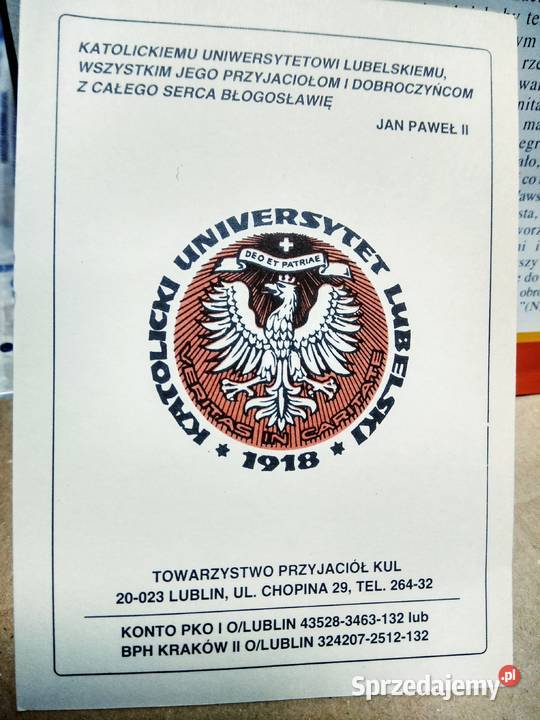 KATOLICKIEMU UNIWERSYTETOWI LUBELSKIEMU,
WSZYSTKIM JEGO PRZYJACIOŁOM I DOBROCZYŃCOM
Z CAŁEGO SERCA BŁOGOSŁAWIĘ
JAN PAWEŁ II
KATOLICKI UNIWERSYTET LUBELSKI
* 1918 *
DEO ET PATRIAE
VERITAS IN CARITATE
TOWARZYSTWO PRZYJACIÓŁ KUL
20-023 LUBLIN, UL. CHOPINA 29, TEL. 264-32
KONTO PKO I O/LUBLIN 43528-3463-132 lub
BPH KRAKÓW II O/LUBLIN 324207-2512-132
Sprzedajemy.pl